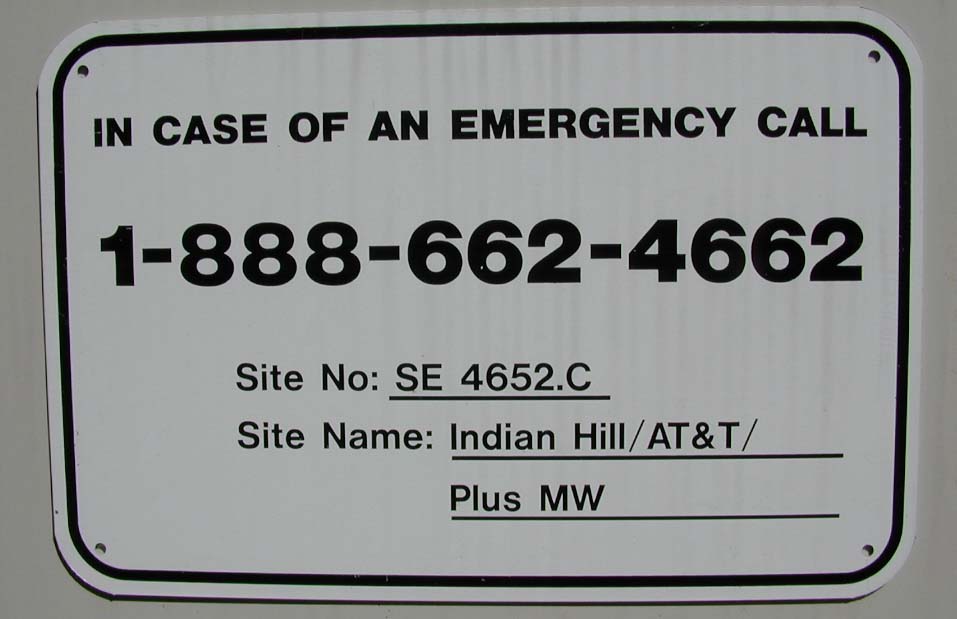 IN CASE OF AN EMERGENCY CALL
1-888-662-4662
Site No: SE 4652.C
Site Name: Indian Hill/AT&T/
Plus MW